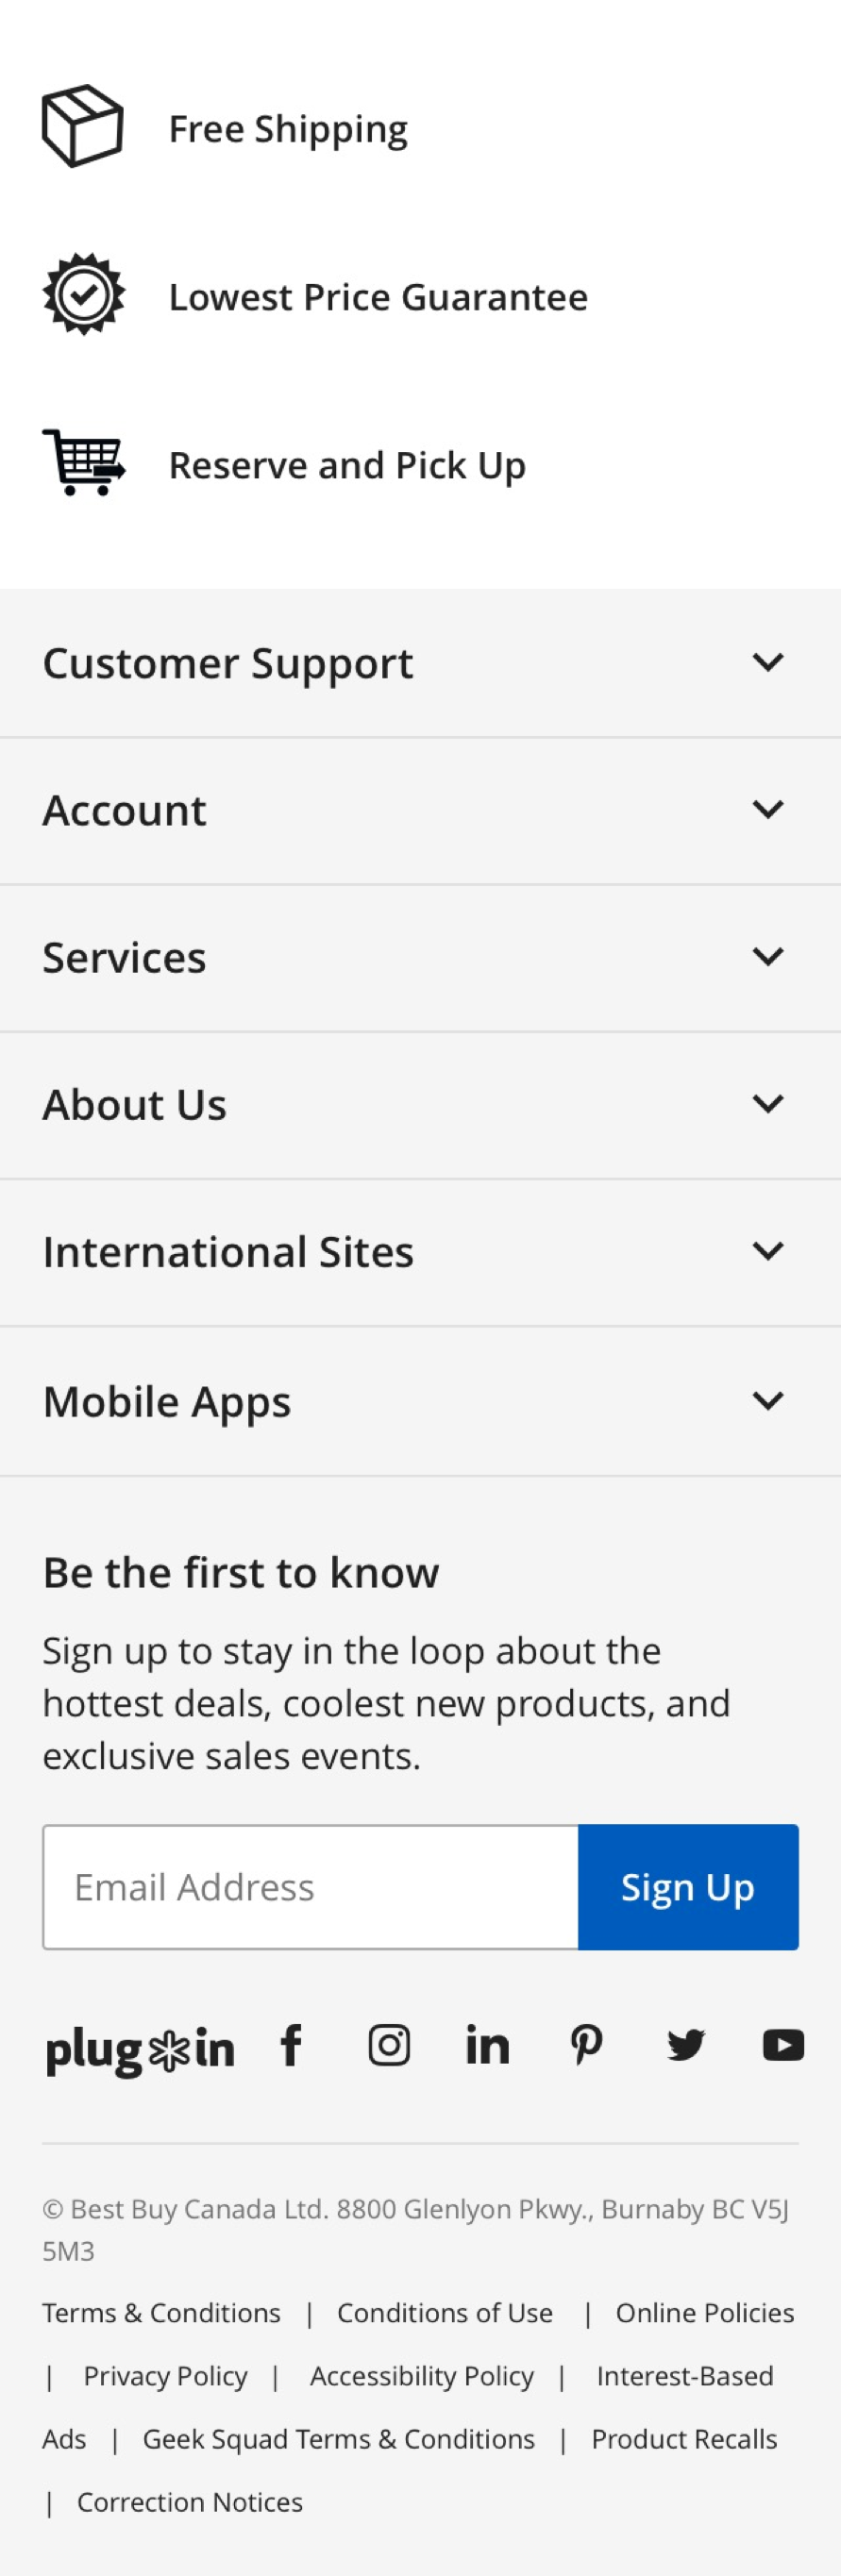 Free Shipping
Lowest Price Guarantee
Reserve and Pick Up
Customer Support
Account
Services
About Us
International Sites
Mobile Apps
Be the first to know
Sign up to stay in the loop about the
hottest deals, coolest new products, and
exclusive sales events.
Email Address
Sign Up
plug in
© Best Buy Canada Ltd. 8800 Glenlyon Pkwy., Burnaby BC V5J
5M3
Terms & Conditions | Conditions of Use | Online Policies
| Privacy Policy | Accessibility Policy | Interest-Based
Ads | Geek Squad Terms & Conditions | Product Recalls
| Correction Notices